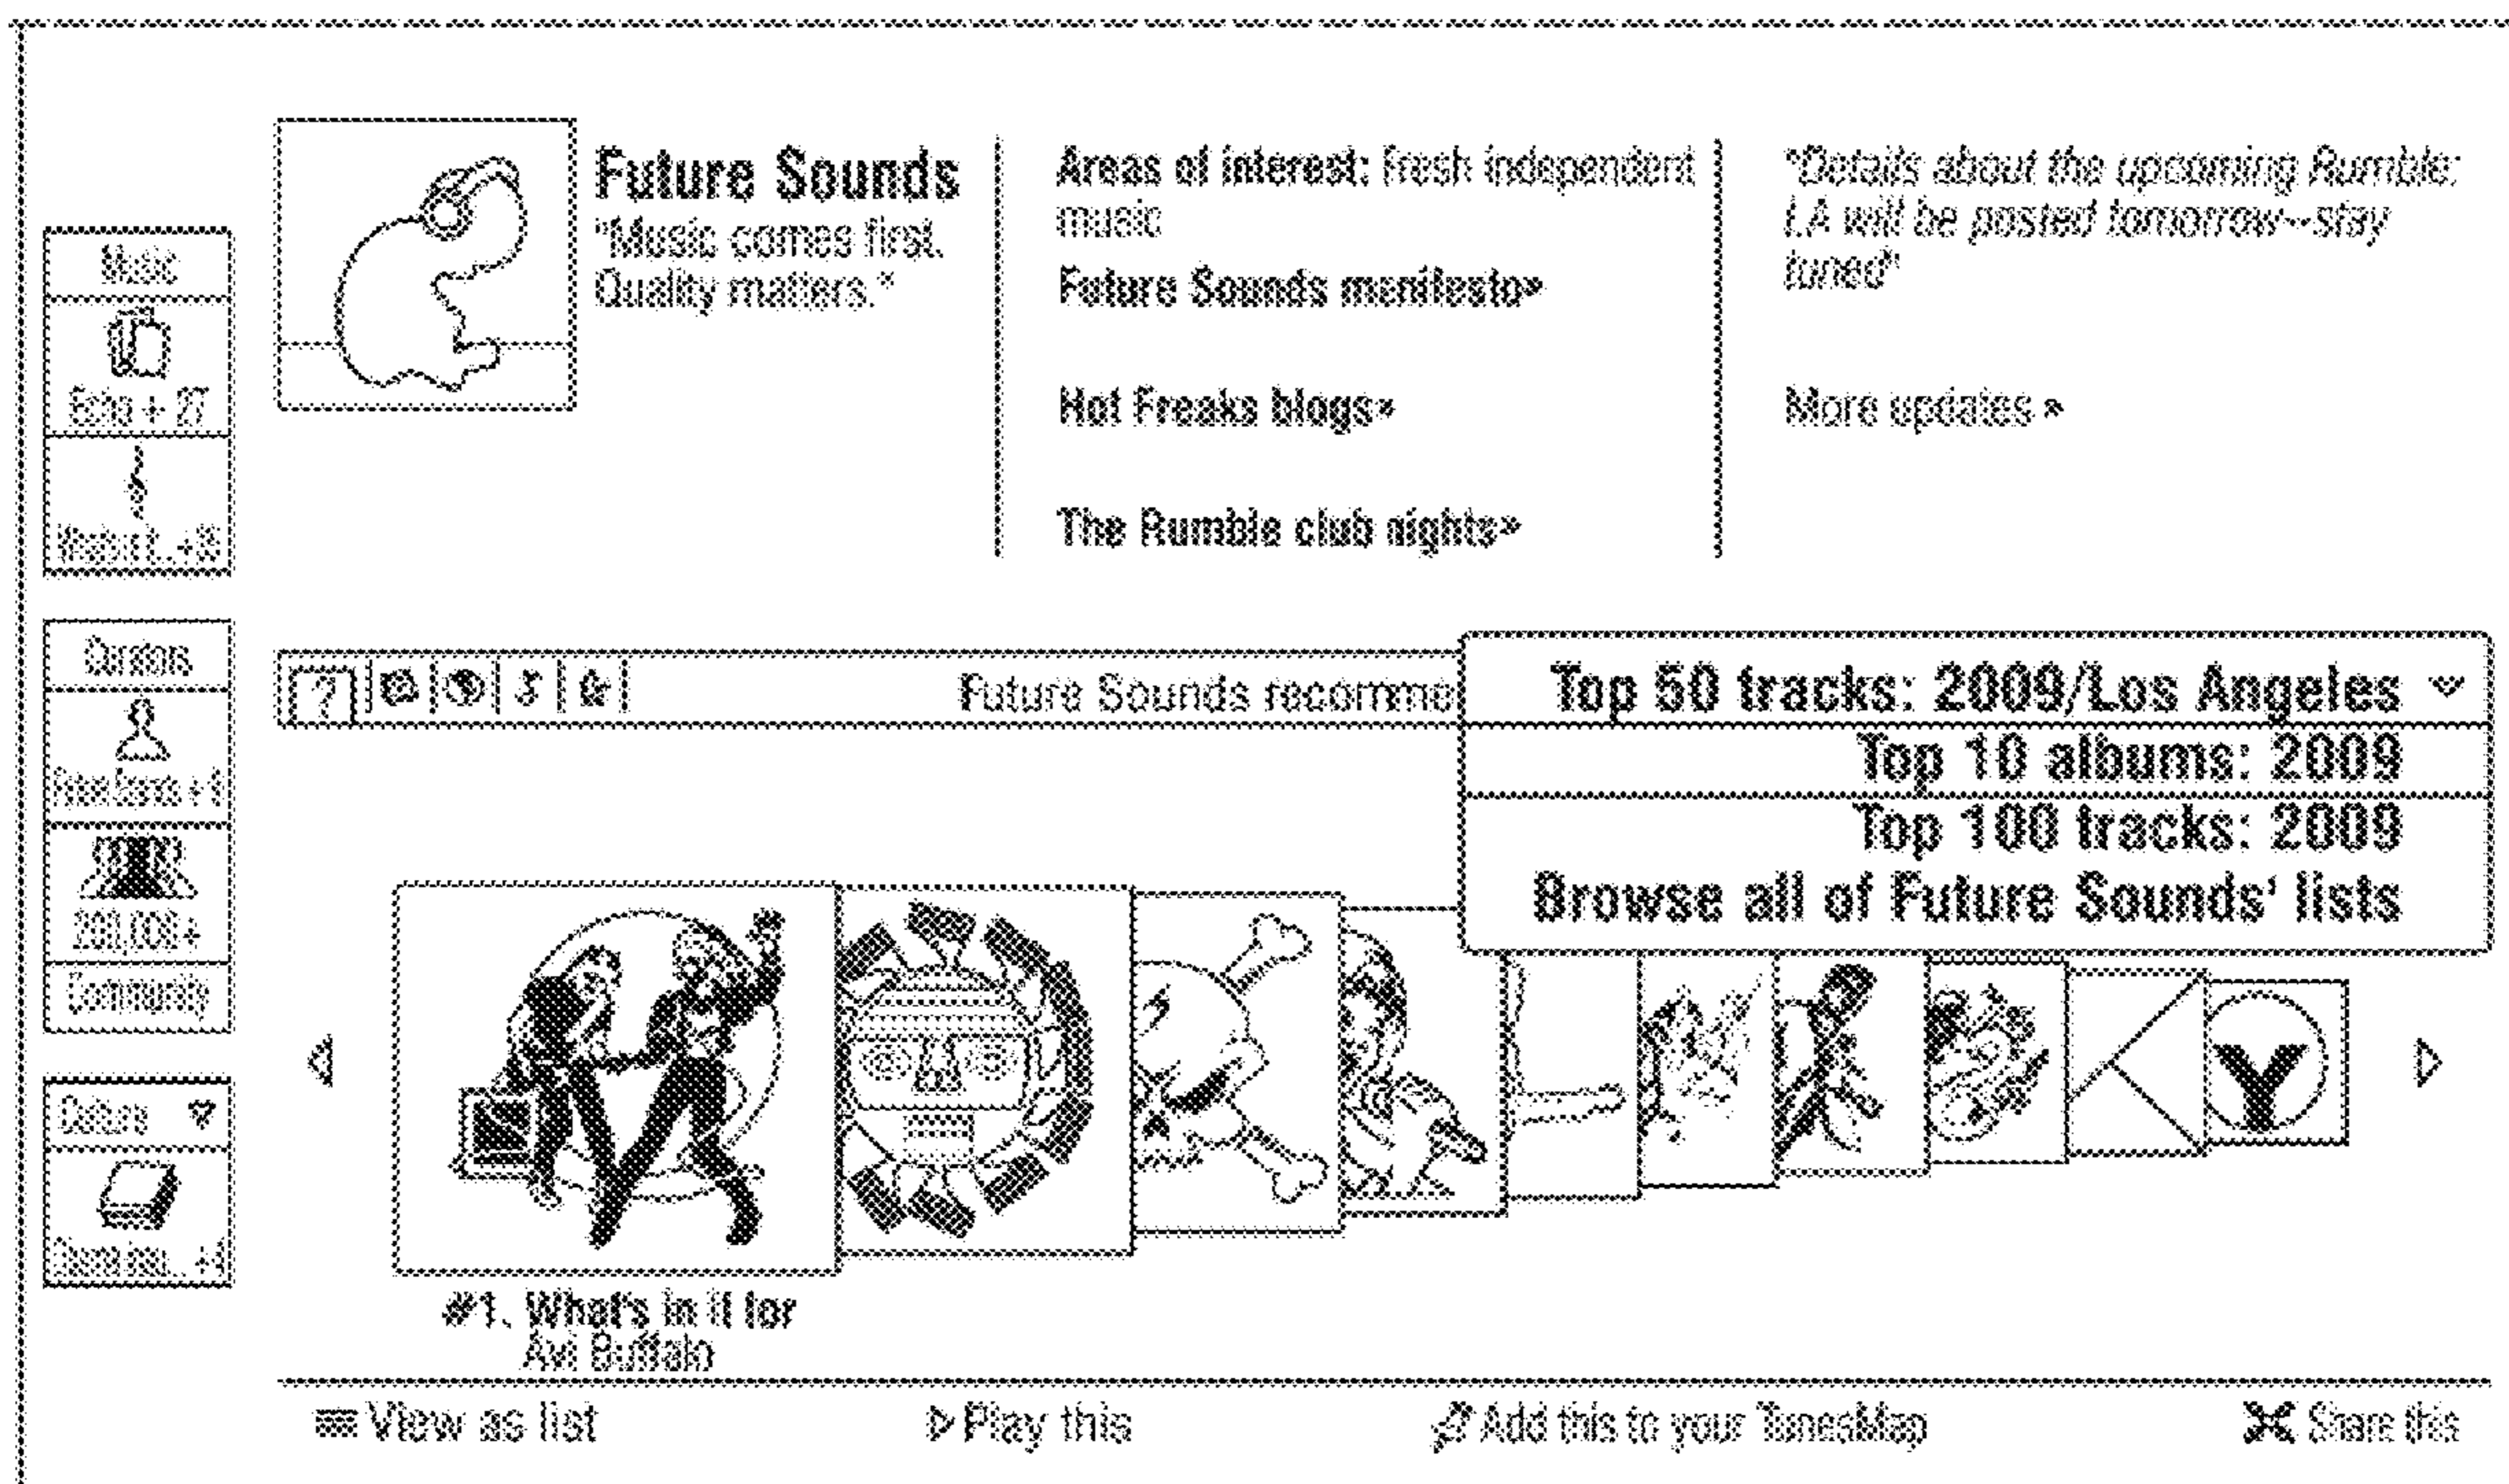 Future Sounds
"Music comes first.
Quality matters."
Areas of interest: fresh independent
music
Future Sounds manifesto»
Hot Freaks blogs»
The Rumble club nights»
"Details about the upcoming Rumble:
LA will be posted tomorrow--stay
tuned"
More updates »
Music
Echo + 27
Curators
+
Community
Culture
?
Future Sounds recomme
Top 50 tracks: 2009/Los Angeles
Top 10 albums: 2009
Top 100 tracks: 2009
Browse all of Future Sounds' lists
Y
#1. What's in it for
Avi Buffalo
View as list
Play this
Add this to your TunesMap
Share this